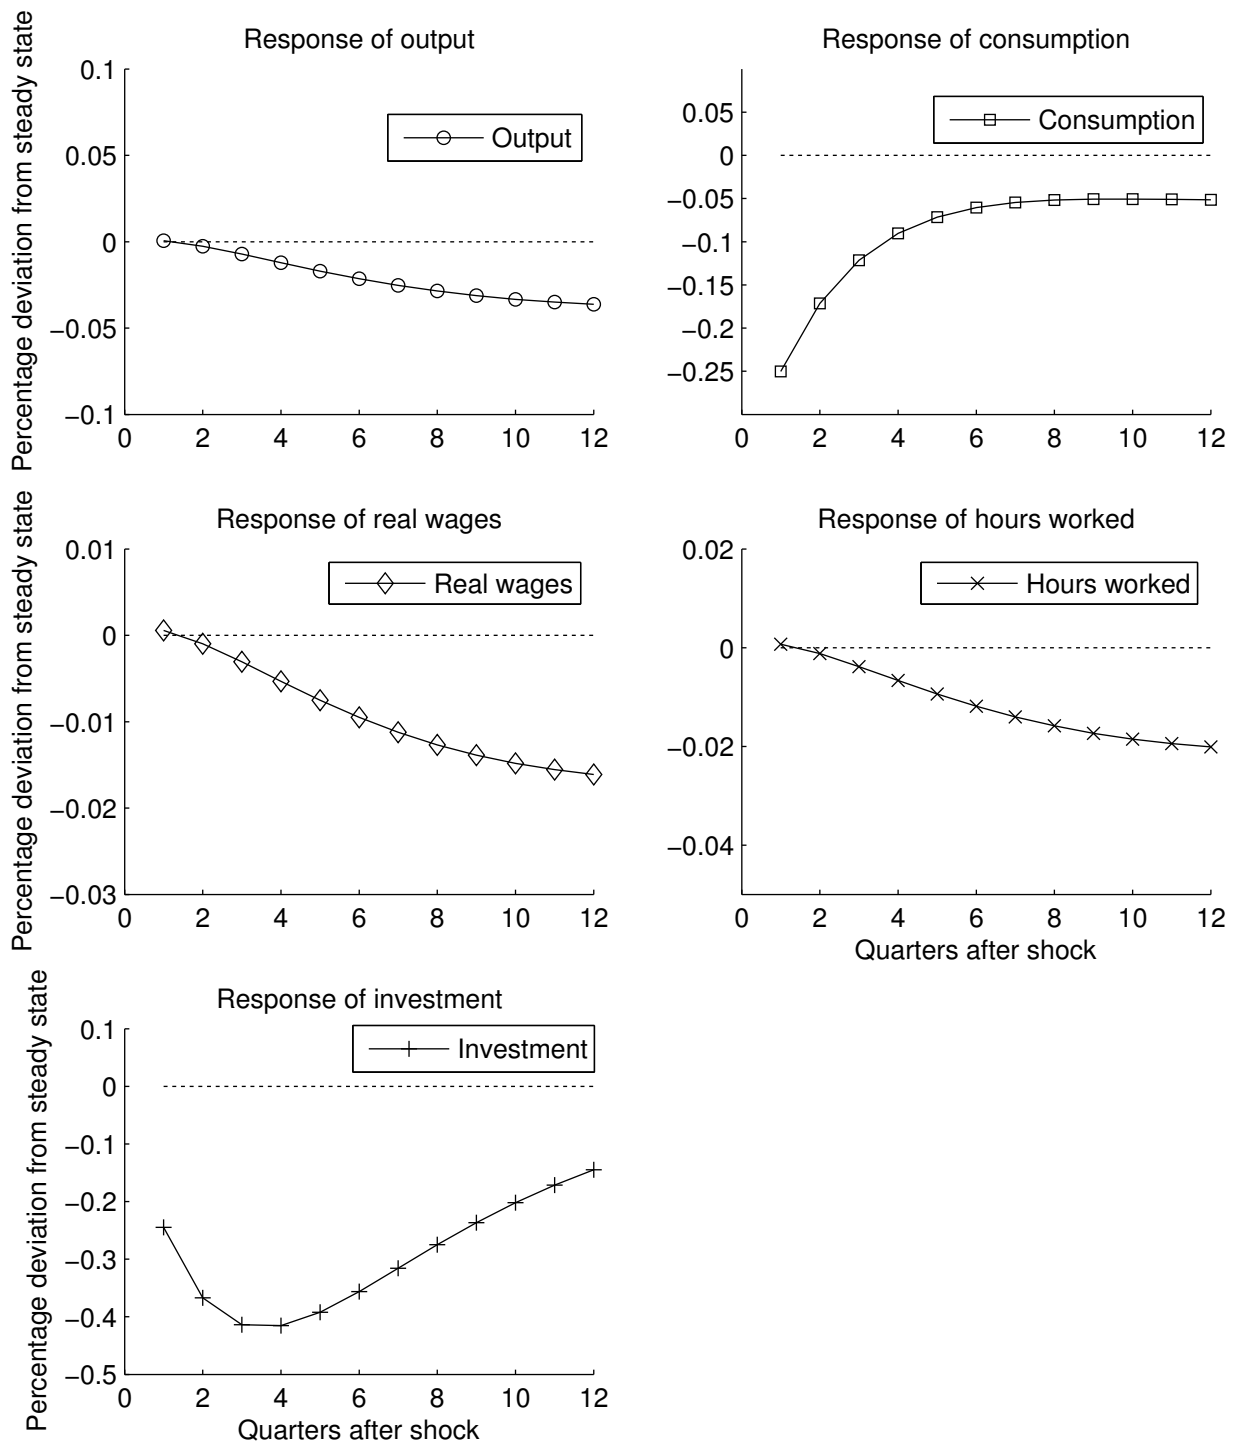 Response of output
Percentage deviation from steady state
0.1
0.05
0
−0.05
−0.1
Output
0 2 4 6 8 10 12
Response of consumption
0.05
0
−0.05
−0.1
−0.15
−0.2
−0.25
Consumption
0 2 4 6 8 10 12
Response of real wages
Percentage deviation from steady state
0.01
0
−0.01
−0.02
−0.03
Real wages
0 2 4 6 8 10 12
Response of hours worked
0.02
0
−0.02
−0.04
Hours worked
0 2 4 6 8 10 12
Quarters after shock
Response of investment
Percentage deviation from steady state
0.1
0
−0.1
−0.2
−0.3
−0.4
−0.5
Investment
0 2 4 6 8 10 12
Quarters after shock